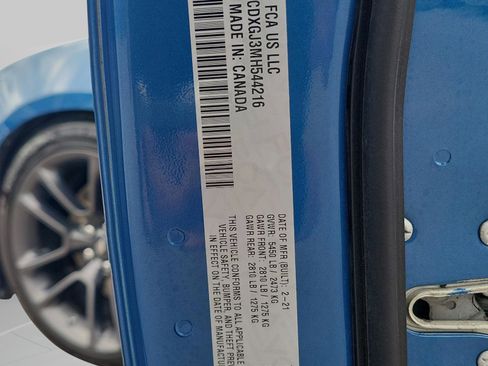 FCA US LLC
CDXGJ3MH544216
MADE IN CANADA
DATE OF MFR (BUILT): 2-21
GVWR: 5450 LB / 2473 KG
GAWR FRONT: 2810 LB / 1275 KG
GAWR REAR: 2810 LB / 1275 KG
THIS VEHICLE CONFORMS TO ALL APPLICABLE
VEHICLE SAFETY, BUMPER, AND THEFT PREV
IN EFFECT ON THE DATE OF MANUFACTUR